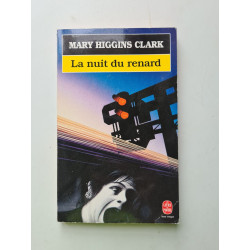 MARY HIGGINS CLARK
La nuit du renard